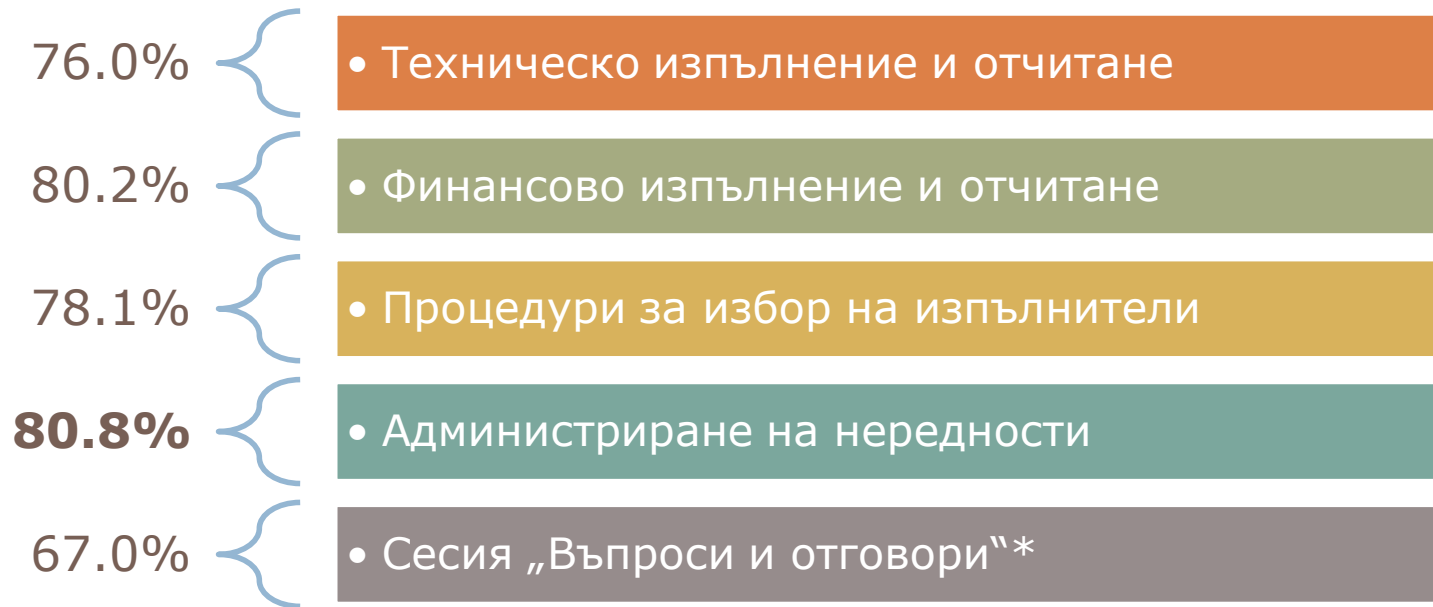 76.0%
• Техническо изпълнение и отчитане
80.2%
• Финансово изпълнение и отчитане
78.1%
• Процедури за избор на изпълнители
80.8%
• Администриране на нередности
67.0%
• Сесия „Въпроси и отговори“*